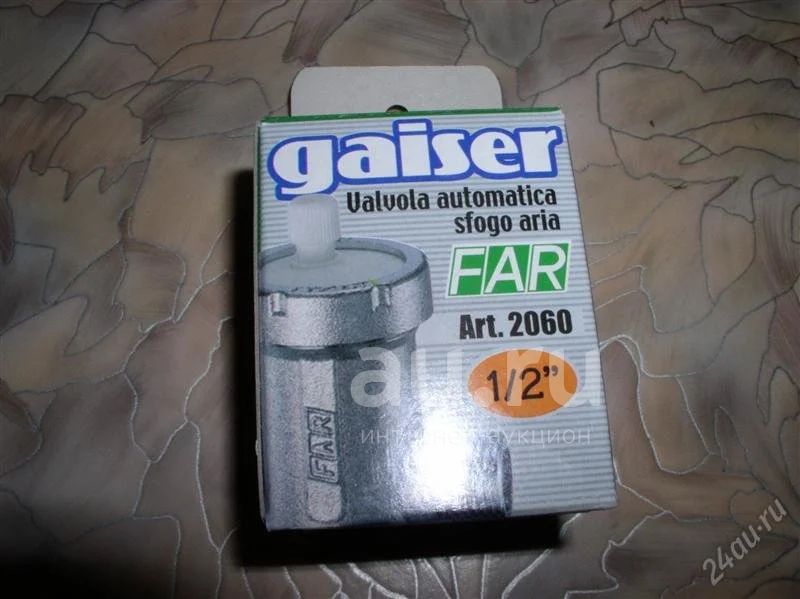 gaiser
Valvola automatica
sfogo aria
FAR
Art. 2060
1/2”
FAR
au.ru
интернет аукцион
24au.ru